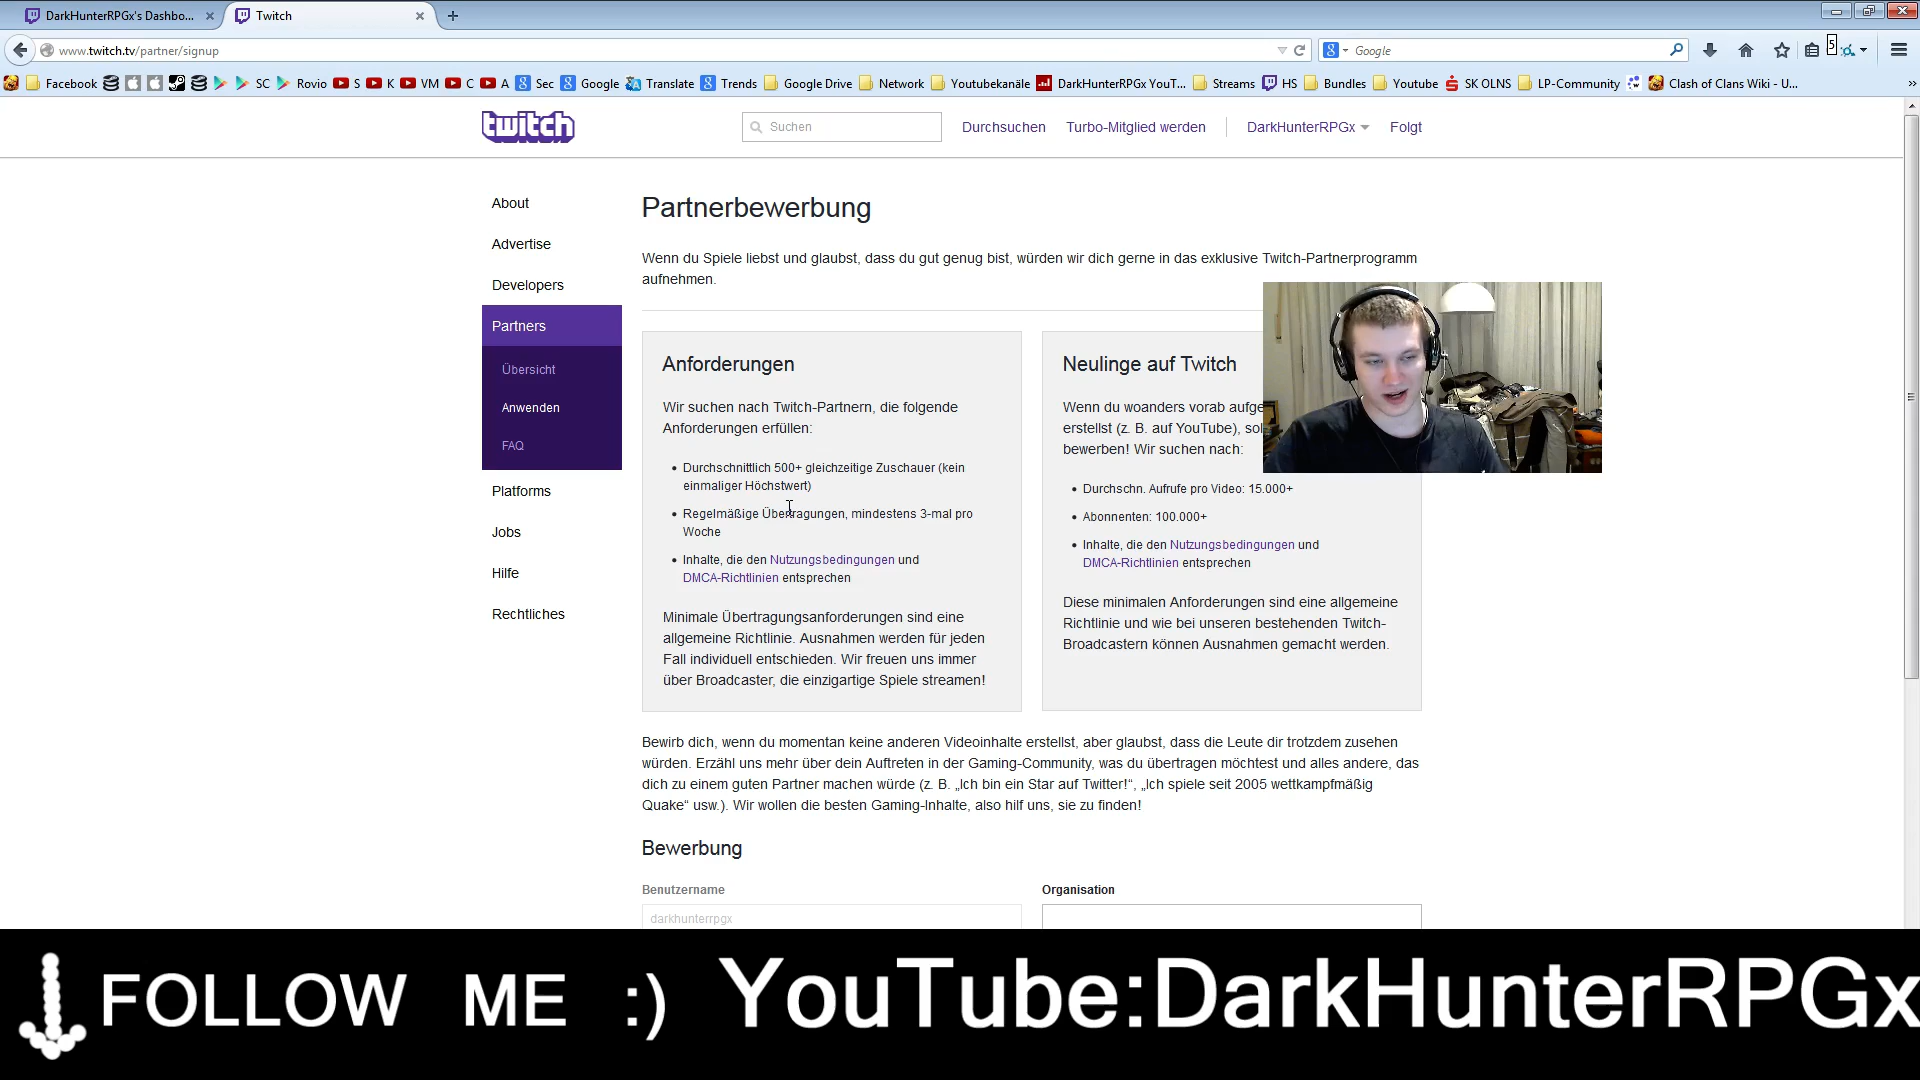 DarkHunterRPGx's Dashbo...
Twitch
www.twitch.tv/partner/signup
Google
5
Facebook
SC
Rovio
S
K
VM
C
A
Sec
Google
Translate
Trends
Google Drive
Network
Youtubekanäle
DarkHunterRPGx YouT...
Streams
HS
Bundles
Youtube
SK OLNS
LP-Community
Clash of Clans Wiki - U...
twitch
Suchen
Durchsuchen
Turbo-Mitglied werden
DarkHunterRPGx
Folgt
About
Advertise
Developers
Partners
Übersicht
Anwenden
FAQ
Platforms
Jobs
Hilfe
Rechtliches
Partnerbewerbung
Wenn du Spiele liebst und glaubst, dass du gut genug bist, würden wir dich gerne in das exklusive Twitch-Partnerprogramm
aufnehmen.
Anforderungen
Wir suchen nach Twitch-Partnern, die folgende
Anforderungen erfüllen:
• Durchschnittlich 500+ gleichzeitige Zuschauer (kein
einmaliger Höchstwert)
• Regelmäßige Übertragungen, mindestens 3-mal pro
Woche
• Inhalte, die den Nutzungsbedingungen und
DMCA-Richtlinien entsprechen
Minimale Übertragungsanforderungen sind eine
allgemeine Richtlinie. Ausnahmen werden für jeden
Fall individuell entschieden. Wir freuen uns immer
über Broadcaster, die einzigartige Spiele streamen!
Neulinge auf Twitch
Wenn du woanders vorab aufge
erstellst (z. B. auf YouTube), sol
bewerben! Wir suchen nach:
• Durchschn. Aufrufe pro Video: 15.000+
• Abonnenten: 100.000+
• Inhalte, die den Nutzungsbedingungen und
DMCA-Richtlinien entsprechen
Diese minimalen Anforderungen sind eine allgemeine
Richtlinie und wie bei unseren bestehenden Twitch-
Broadcastern können Ausnahmen gemacht werden.
Bewirb dich, wenn du momentan keine anderen Videoinhalte erstellst, aber glaubst, dass die Leute dir trotzdem zusehen
würden. Erzähl uns mehr über dein Auftreten in der Gaming-Community, was du übertragen möchtest und alles andere, das
dich zu einem guten Partner machen würde (z. B. „Ich bin ein Star auf Twitter!“, „Ich spiele seit 2005 wettkampfmäßig
Quake“ usw.). Wir wollen die besten Gaming-Inhalte, also hilf uns, sie zu finden!
Bewerbung
Benutzername
darkhunterrpgx
Organisation
FOLLOW ME :) YouTube:DarkHunterRPGx